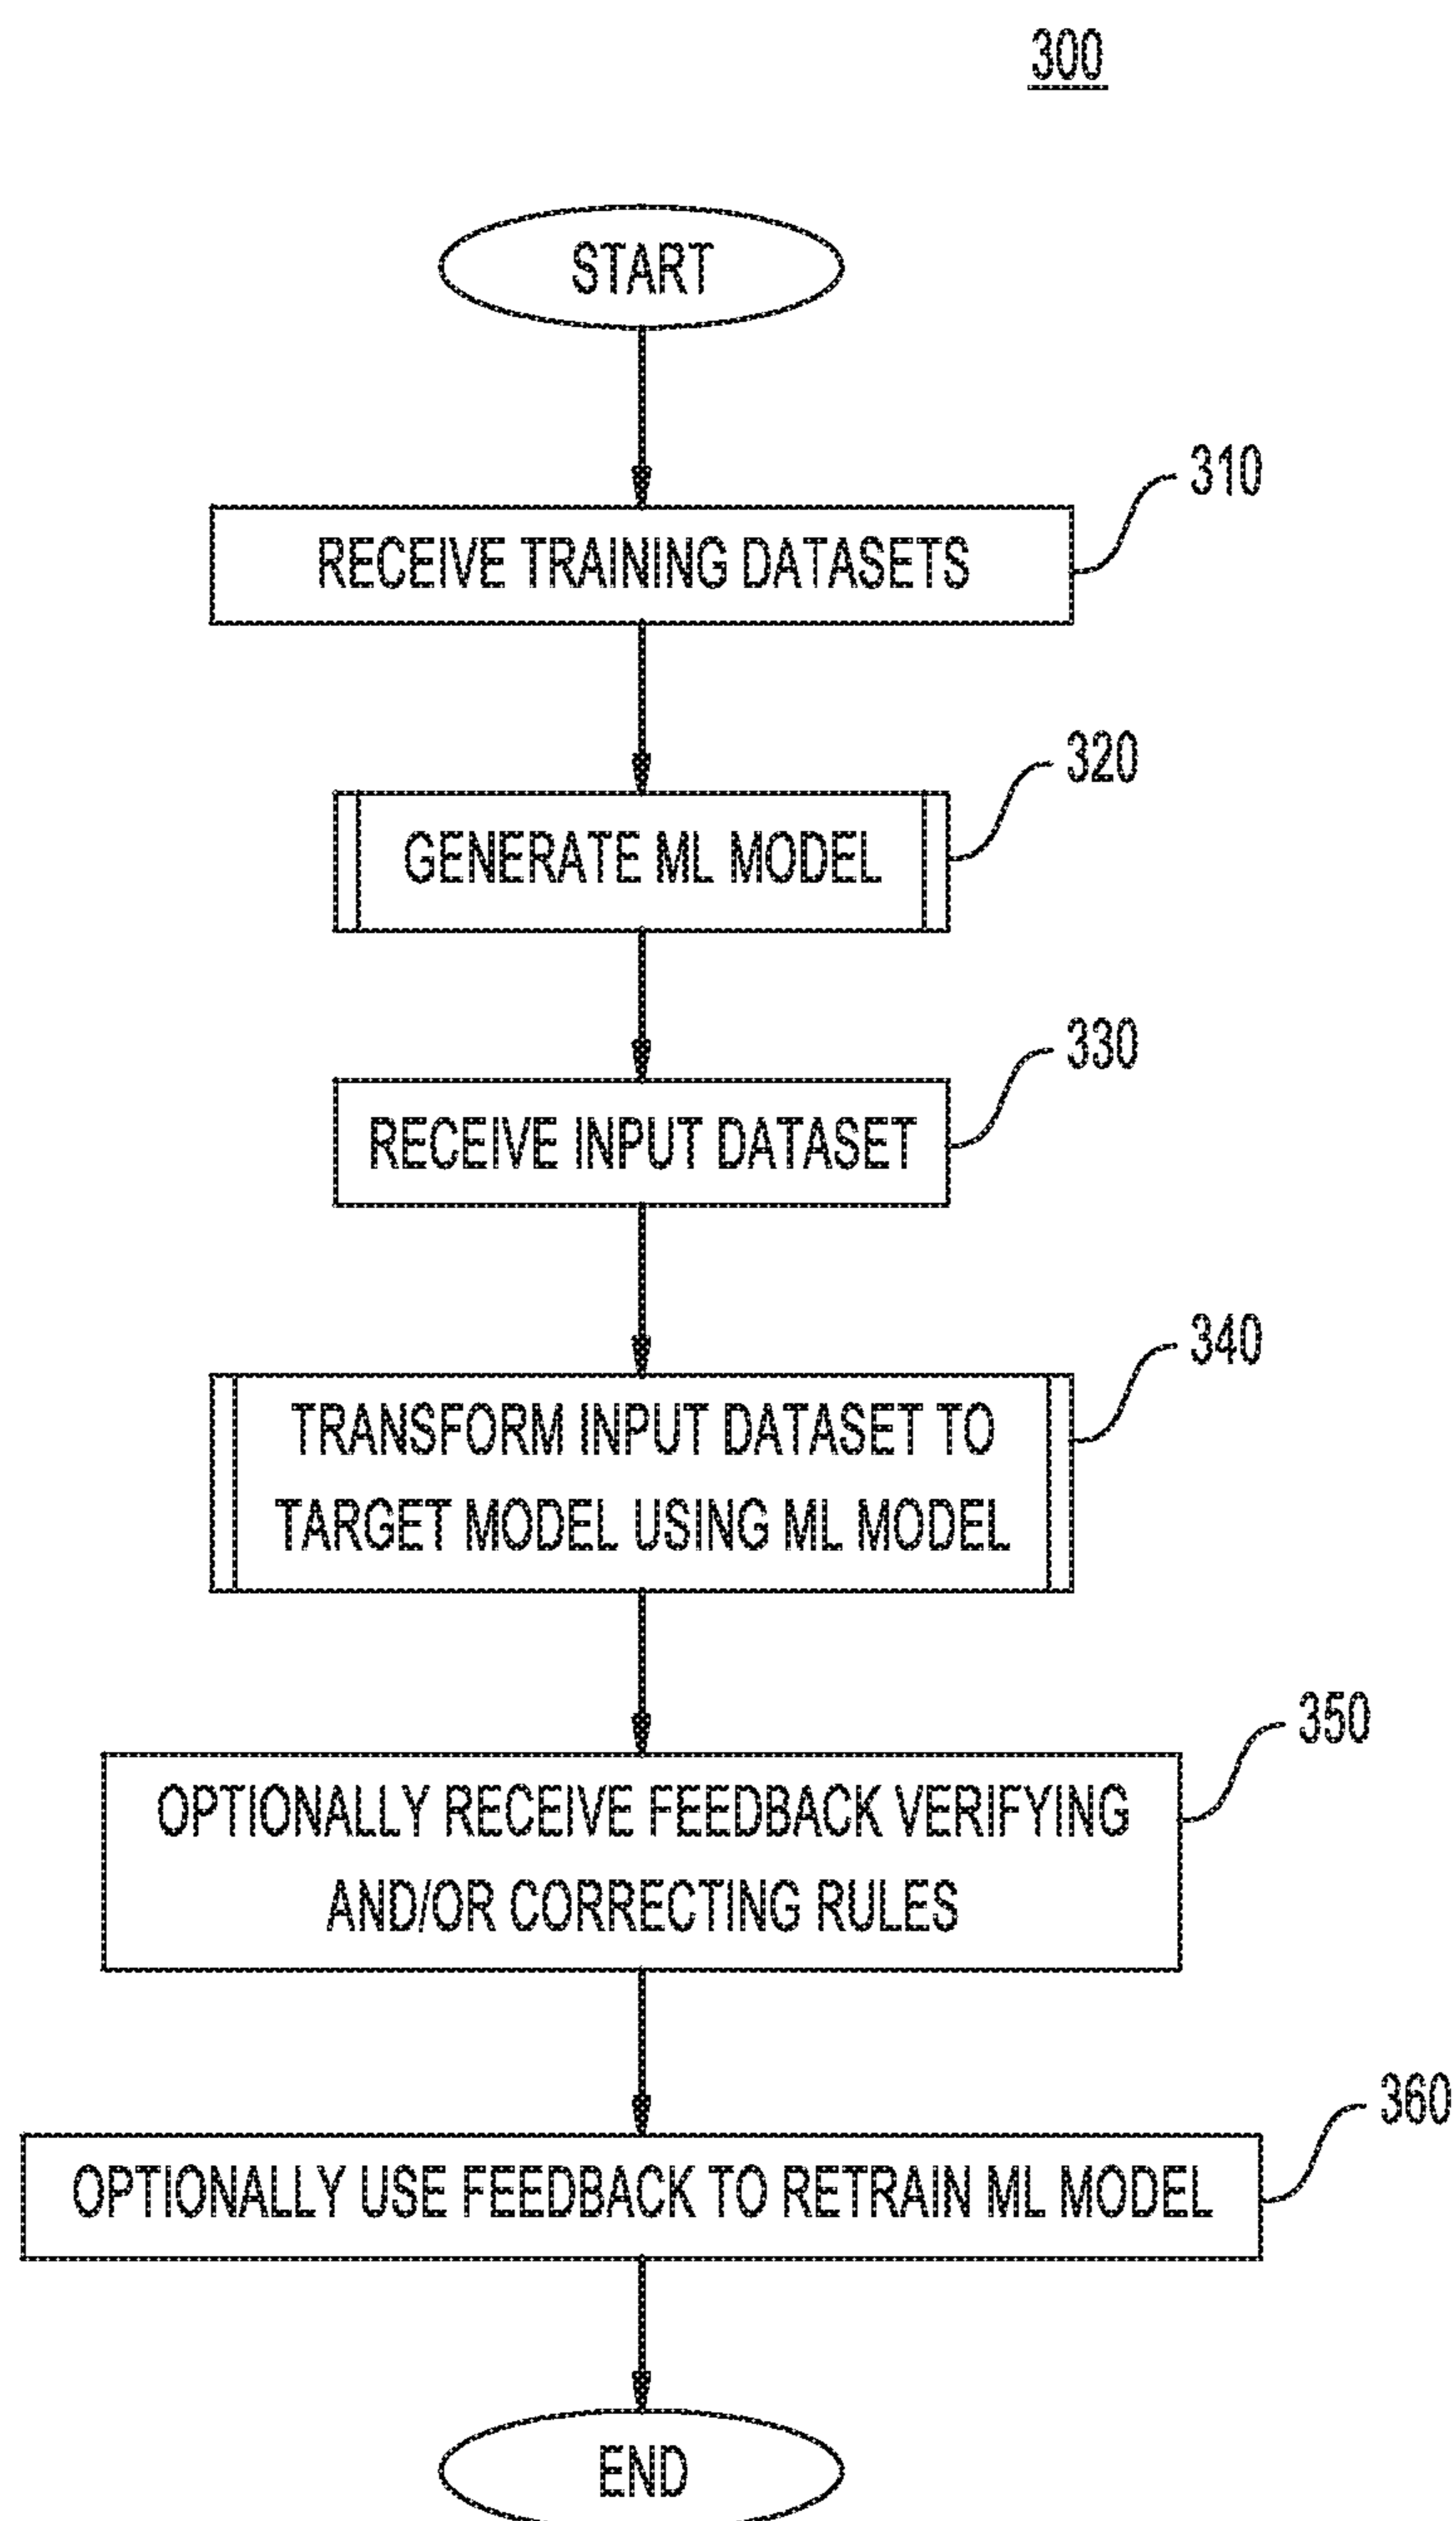 300
START
310
RECEIVE TRAINING DATASETS
320
GENERATE ML MODEL
330
RECEIVE INPUT DATASET
340
TRANSFORM INPUT DATASET TO
TARGET MODEL USING ML MODEL
350
OPTIONALLY RECEIVE FEEDBACK VERIFYING
AND/OR CORRECTING RULES
360
OPTIONALLY USE FEEDBACK TO RETRAIN ML MODEL
END